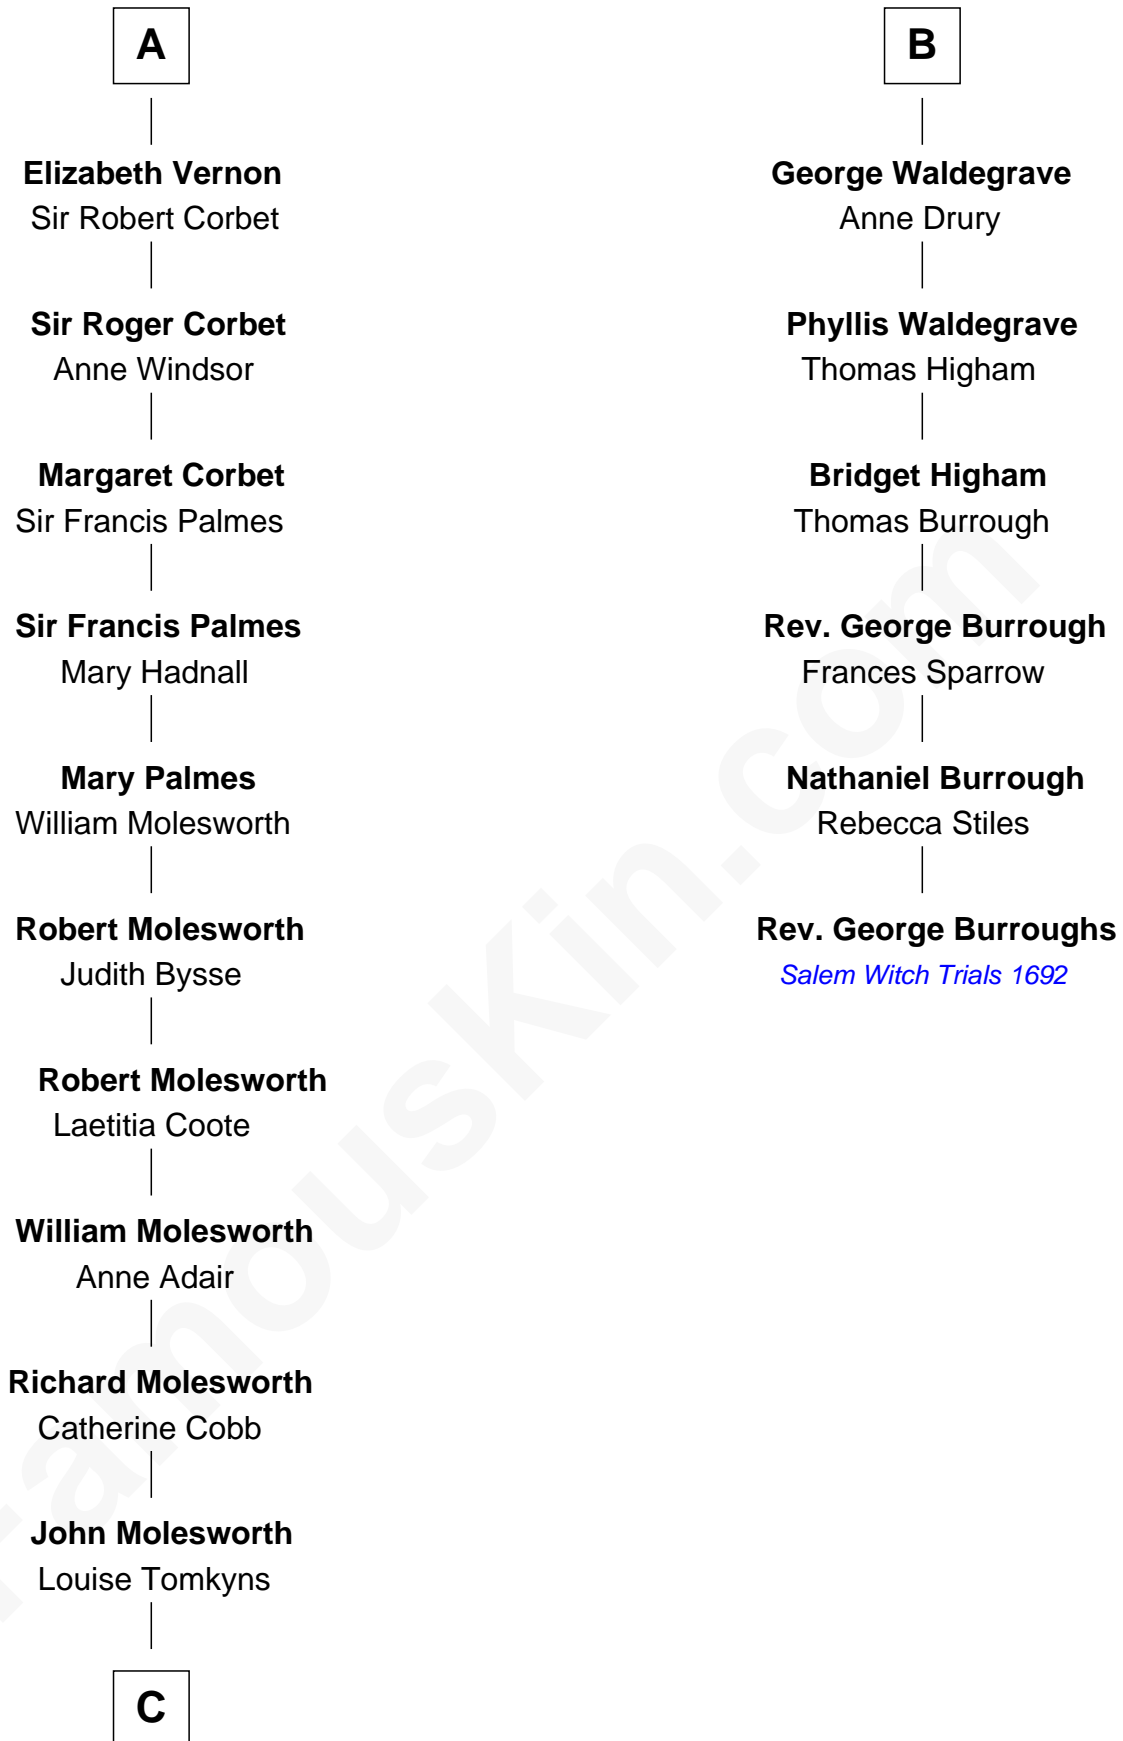 A
Elizabeth Vernon
Sir Robert Corbet
Sir Roger Corbet
Anne Windsor
Margaret Corbet
Sir Francis Palmes
Sir Francis Palmes
Mary Hadnall
Mary Palmes
William Molesworth
Robert Molesworth
Judith Bysse
Robert Molesworth
Laetitia Coote
William Molesworth
Anne Adair
Richard Molesworth
Catherine Cobb
John Molesworth
Louise Tomkyns
C
B
George Waldegrave
Anne Drury
Phyllis Waldegrave
Thomas Higham
Bridget Higham
Thomas Burrough
Rev. George Burrough
Frances Sparrow
Nathaniel Burrough
Rebecca Stiles
Rev. George Burroughs
Salem Witch Trials 1692
FamousKin.com